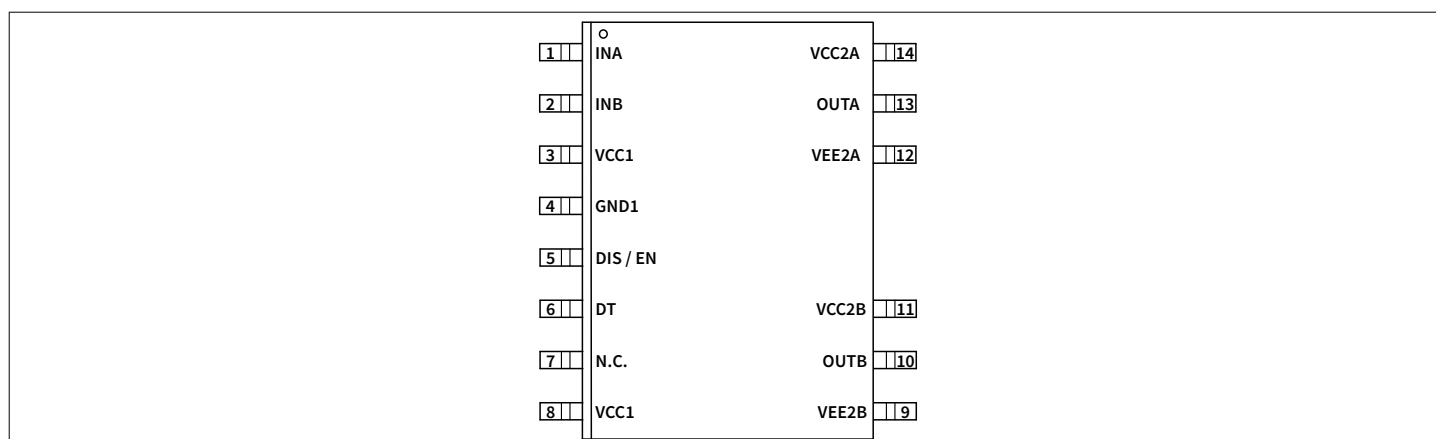 1 INA VCC2A 14
2 INB OUTA 13
3 VCC1 VEE2A 12
4 GND1
5 DIS / EN
6 DT VCC2B 11
7 N.C. OUTB 10
8 VCC1 VEE2B 9